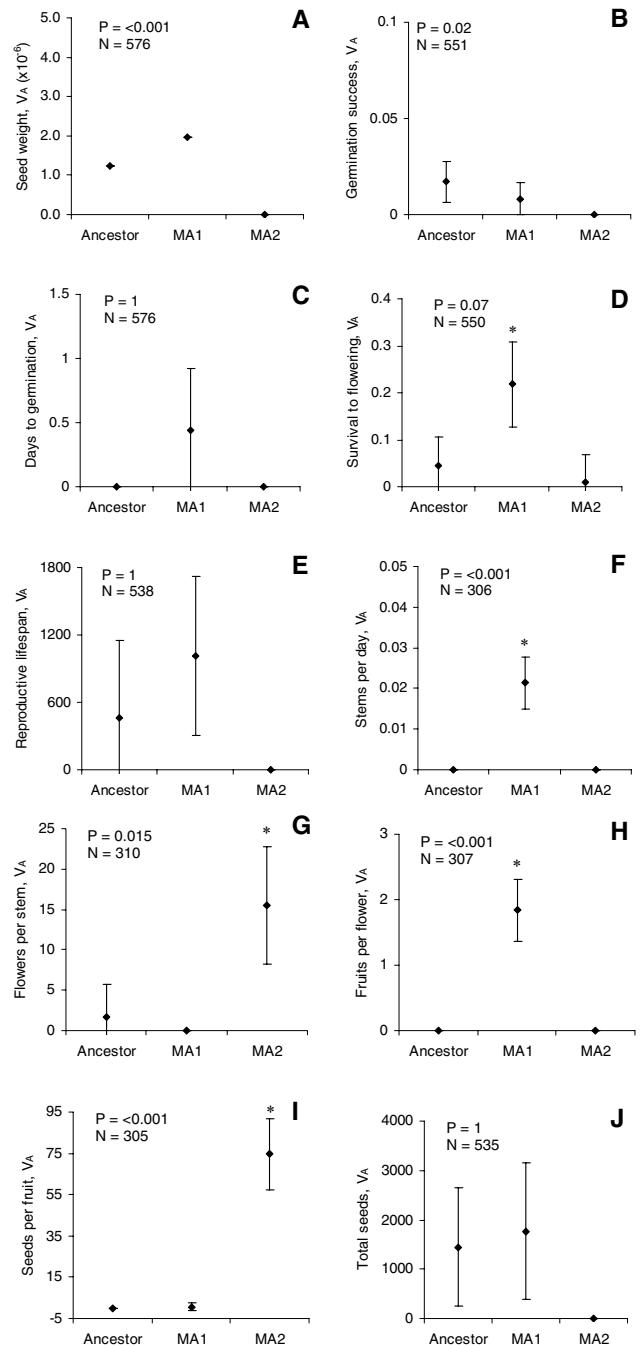 A
P = <0.001
N = 576
Seed weight, VA (x10-6)
5.0
4.0
3.0
2.0
1.0
0.0
Ancestor MA1 MA2
B
P = 0.02
N = 551
Germination success, VA
0.1
0.05
0
Ancestor MA1 MA2
C
P = 1
N = 576
Days to germination, VA
1.5
1
0.5
0
Ancestor MA1 MA2
D
P = 0.07
N = 550
*
Survival to flowering, VA
0.4
0.3
0.2
0.1
0
Ancestor MA1 MA2
E
P = 1
N = 538
Reproductive lifespan, VA
1800
1200
600
0
Ancestor MA1 MA2
F
P = <0.001
N = 306
*
Stems per day, VA
0.05
0.04
0.03
0.02
0.01
0
Ancestor MA1 MA2
G
P = 0.015
N = 310
*
Flowers per stem, VA
25
20
15
10
5
0
Ancestor MA1 MA2
H
P = <0.001
N = 307
*
Fruits per flower, VA
3
2
1
0
Ancestor MA1 MA2
I
P = <0.001
N = 305
*
Seeds per fruit, VA
95
75
55
35
15
-5
Ancestor MA1 MA2
J
P = 1
N = 535
Total seeds, VA
4000
3000
2000
1000
0
Ancestor MA1 MA2